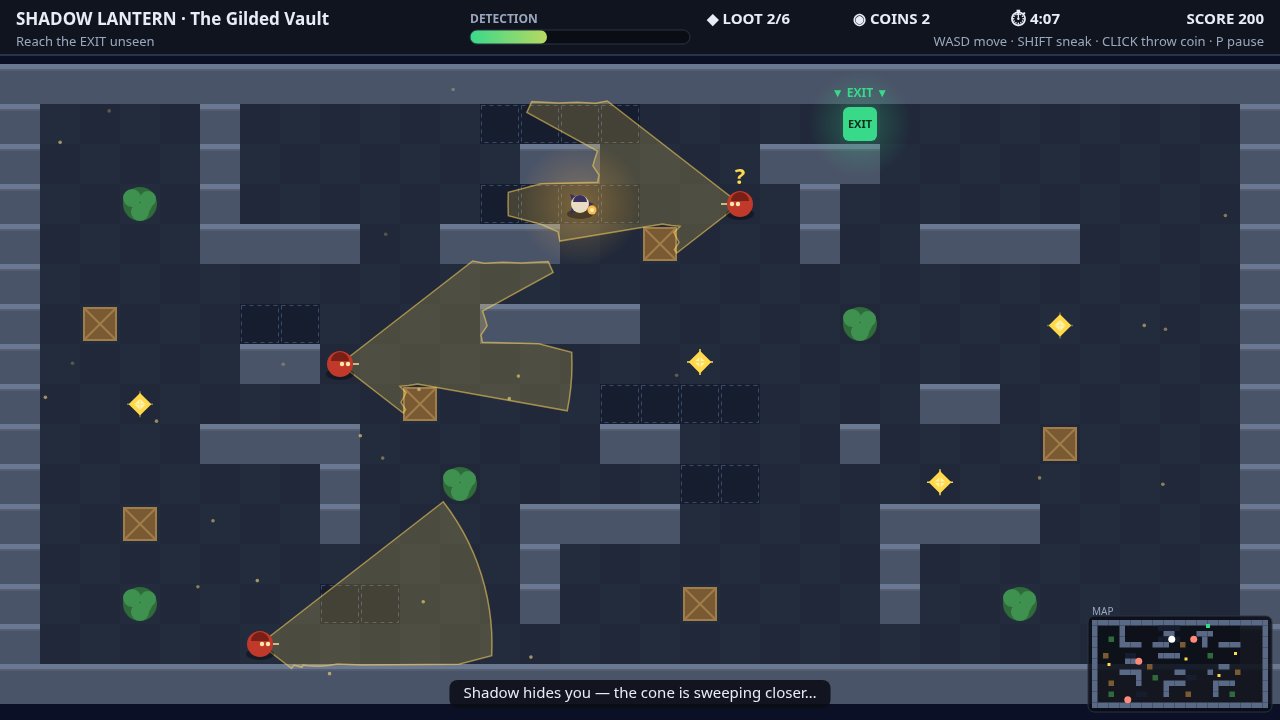 SHADOW LANTERN · The Gilded Vault
Reach the EXIT unseen
DETECTION
◆ LOOT 2/6
◉ COINS 2
⏱ 4:07
SCORE 200
WASD move · SHIFT sneak · CLICK throw coin · P pause
▼ EXIT ▼
EXIT
?
MAP
Shadow hides you — the cone is sweeping closer...